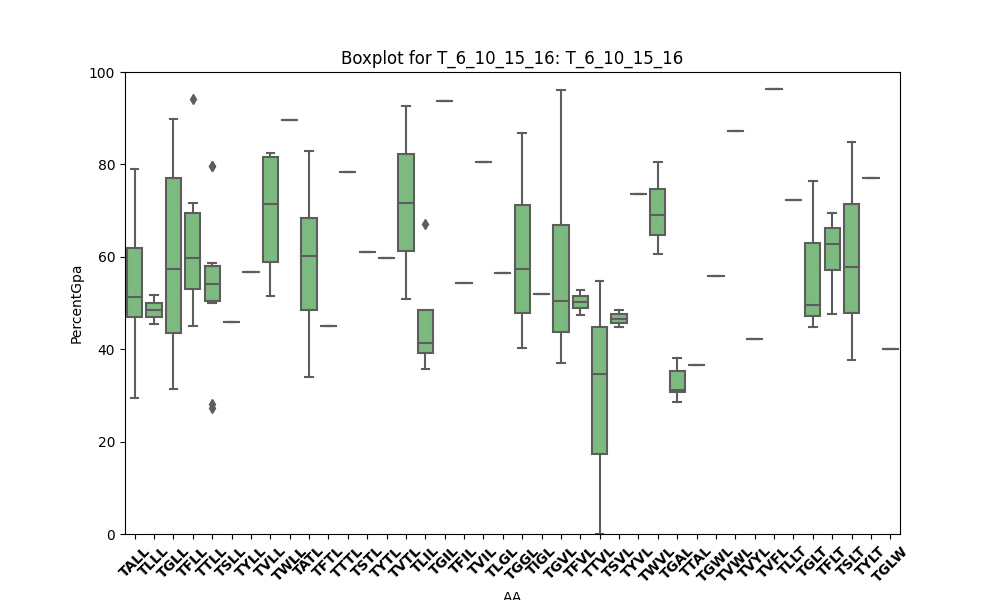 Boxplot for T_6_10_15_16: T_6_10_15_16
100
80
60
40
20
0
PercentGpa
TALL TLLL TGLL TFLL TTLL TSLL TYLL TVLL TWLL TATL TFTL TTTL TSTL TYTL TVTL TLIL TGIL TFIL TVIL TLGL TGGL TIGL TGVL TFVL TTVL TSVL TYVL TWVL TGAL TTAL TGWL TVWL TVYL TVFL TLLT TGLT TFLT TSLT TYLT TGLW
AA